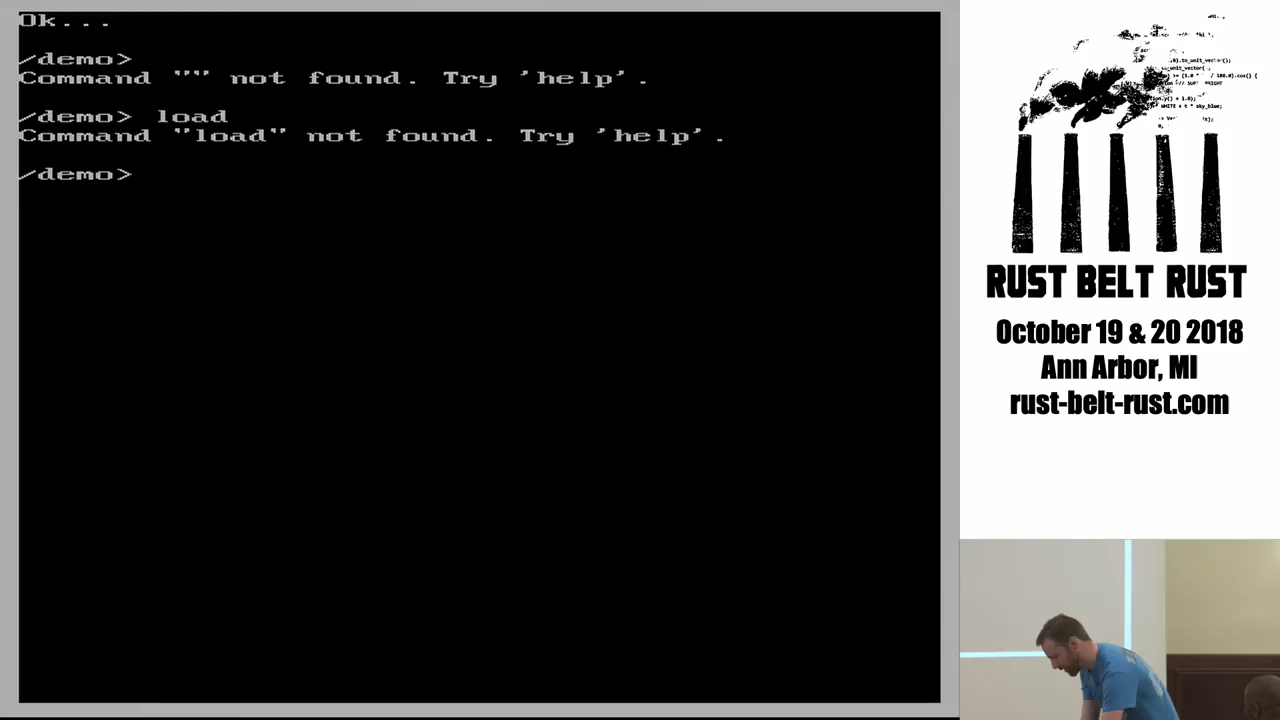 Ok...
/demo>
Command "" not found. Try 'help'.
/demo> load
Command "load" not found. Try 'help'.
/demo>
RUST BELT RUST
October 19 & 20 2018
Ann Arbor, MI
rust-belt-rust.com